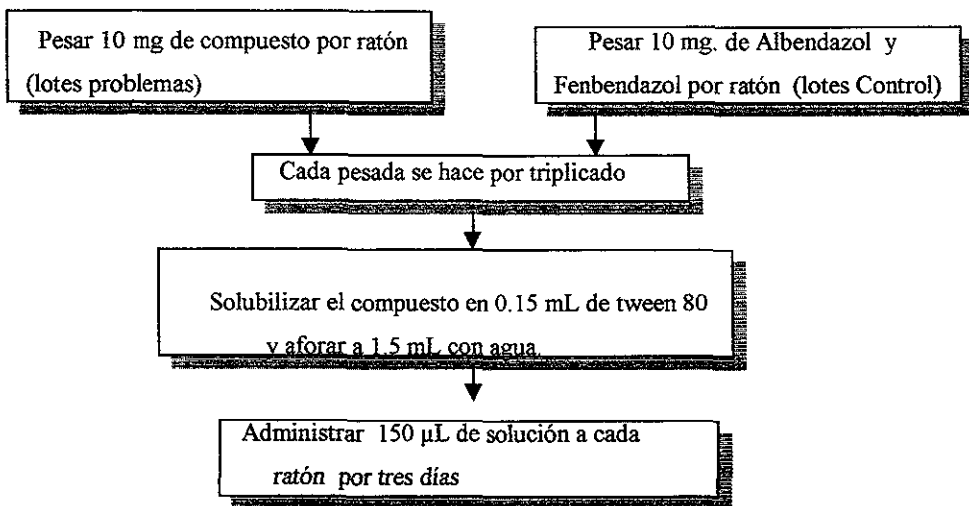 Pesar 10 mg de compuesto por ratón
(lotes problemas)
Pesar 10 mg. de Albendazol y
Fenbendazol por ratón (lotes Control)
Cada pesada se hace por triplicado
Solubilizar el compuesto en 0.15 mL de tween 80
y aforar a 1.5 mL con agua.
Administrar 150 µL de solución a cada
ratón por tres días